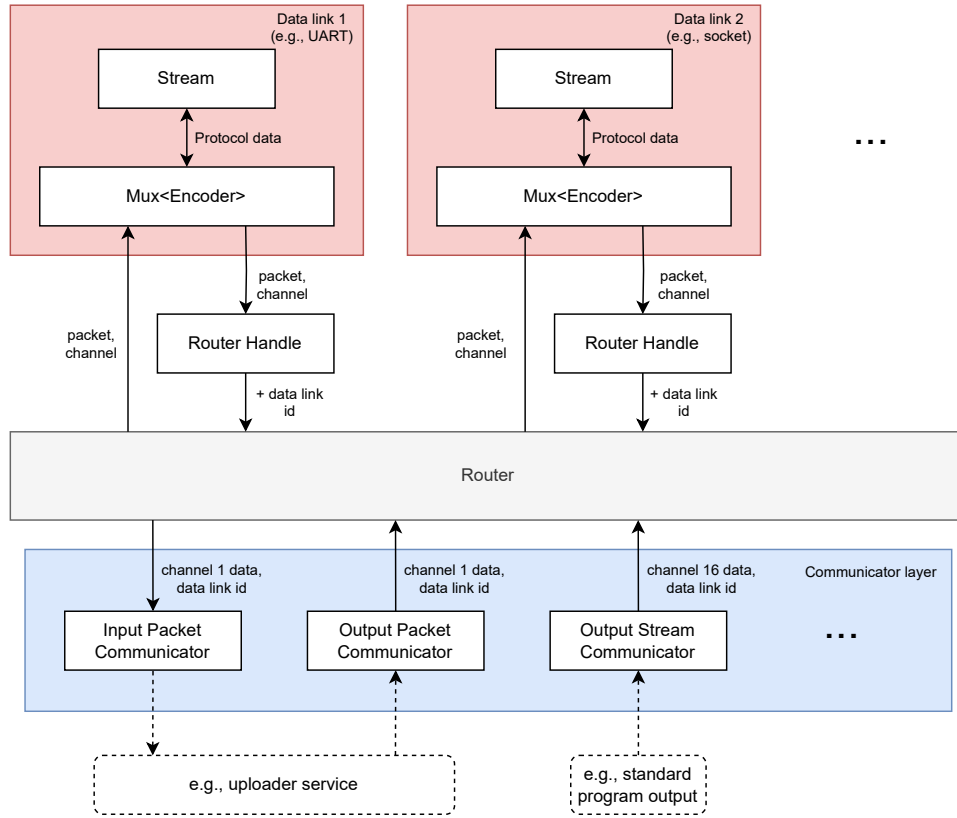 Data link 1
(e.g., UART)
Stream
Protocol data
Mux<Encoder>
packet,
channel
packet,
channel
Router Handle
+ data link
id
Data link 2
(e.g., socket)
Stream
Protocol data
Mux<Encoder>
packet,
channel
packet,
channel
Router Handle
+ data link
id
...
Router
channel 1 data,
data link id
channel 1 data,
data link id
channel 16 data,
data link id
Communicator layer
Input Packet
Communicator
Output Packet
Communicator
Output Stream
Communicator
...
e.g., uploader service
e.g., standard
program output